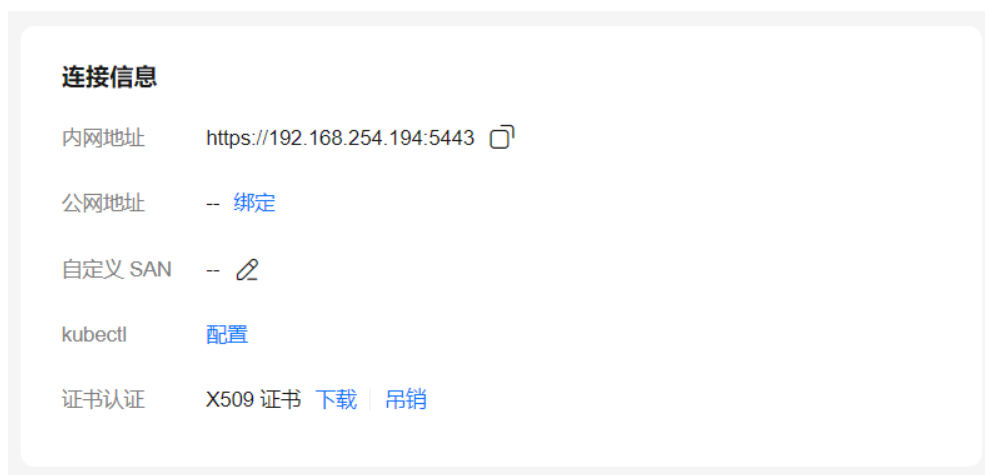 连接信息
内网地址 https://192.168.254.194:5443
公网地址 -- 绑定
自定义 SAN --
kubectl 配置
证书认证 X509 证书 下载 吊销